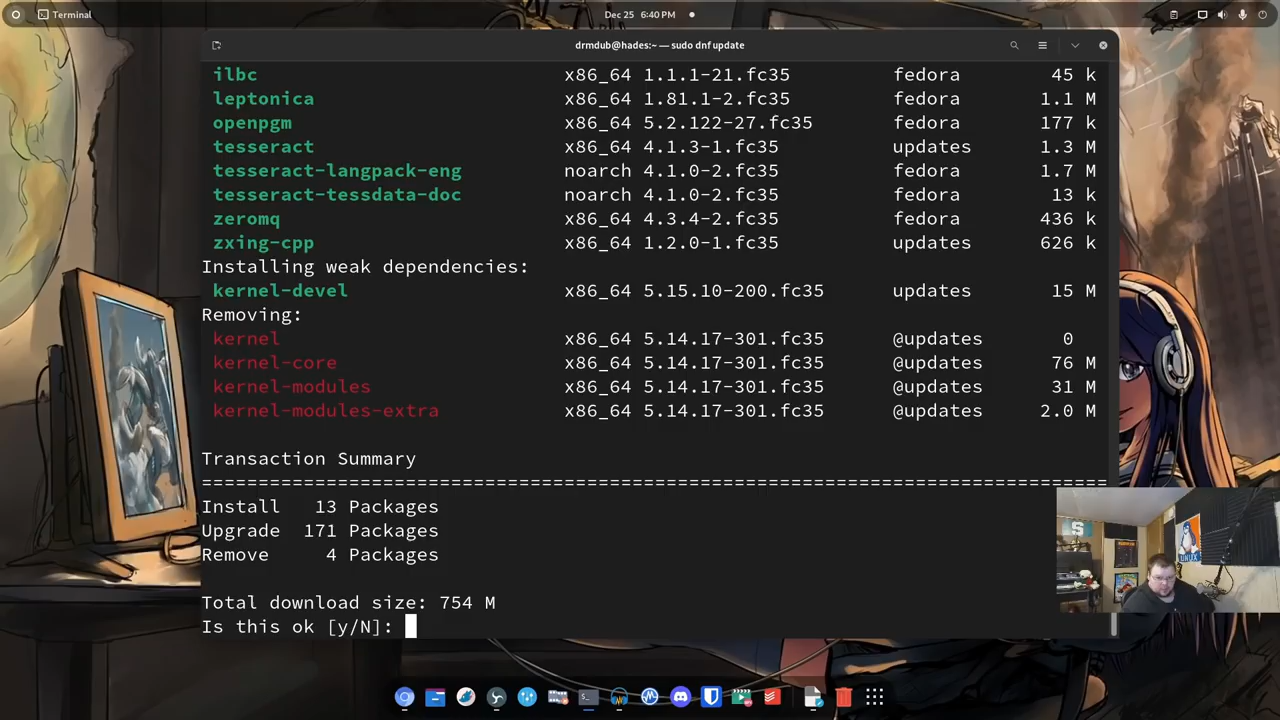 Terminal
Dec 25 6:40 PM
drmdub@hades:~ — sudo dnf update
ilbc x86_64 1.1.1-21.fc35 fedora 45 k
leptonica x86_64 1.81.1-2.fc35 fedora 1.1 M
openpgm x86_64 5.2.122-27.fc35 fedora 177 k
tesseract x86_64 4.1.3-1.fc35 updates 1.3 M
tesseract-langpack-eng noarch 4.1.0-2.fc35 fedora 1.7 M
tesseract-tessdata-doc noarch 4.1.0-2.fc35 fedora 13 k
zeromq x86_64 4.3.4-2.fc35 fedora 436 k
zxing-cpp x86_64 1.2.0-1.fc35 updates 626 k
Installing weak dependencies:
kernel-devel x86_64 5.15.10-200.fc35 updates 15 M
Removing:
kernel x86_64 5.14.17-301.fc35 @updates 0
kernel-core x86_64 5.14.17-301.fc35 @updates 76 M
kernel-modules x86_64 5.14.17-301.fc35 @updates 31 M
kernel-modules-extra x86_64 5.14.17-301.fc35 @updates 2.0 M
Transaction Summary
================================================================================
Install 13 Packages
Upgrade 171 Packages
Remove 4 Packages
Total download size: 754 M
Is this ok [y/N]:
UNIX